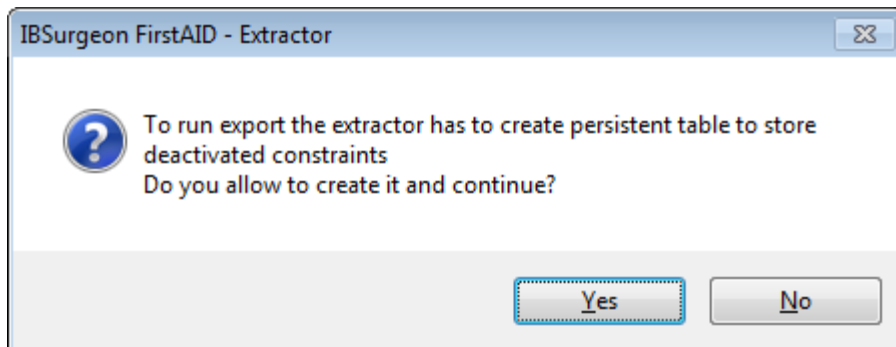 IBSurgeon FirstAID - Extractor
To run export the extractor has to create persistent table to store
deactivated constraints
Do you allow to create it and continue?
Yes
No